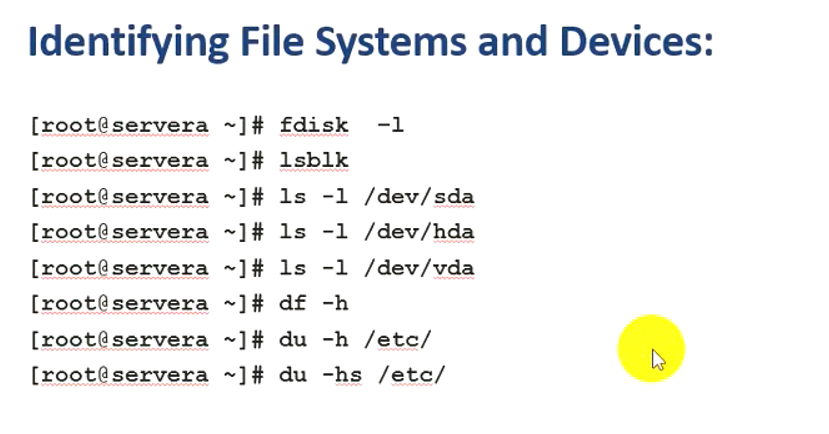 Identifying File Systems and Devices:
[root@servera ~]# fdisk  -l
[root@servera ~]# lsblk
[root@servera ~]# ls -l /dev/sda
[root@servera ~]# ls -l /dev/hda
[root@servera ~]# ls -l /dev/vda
[root@servera ~]# df -h
[root@servera ~]# du -h /etc/
[root@servera ~]# du -hs /etc/